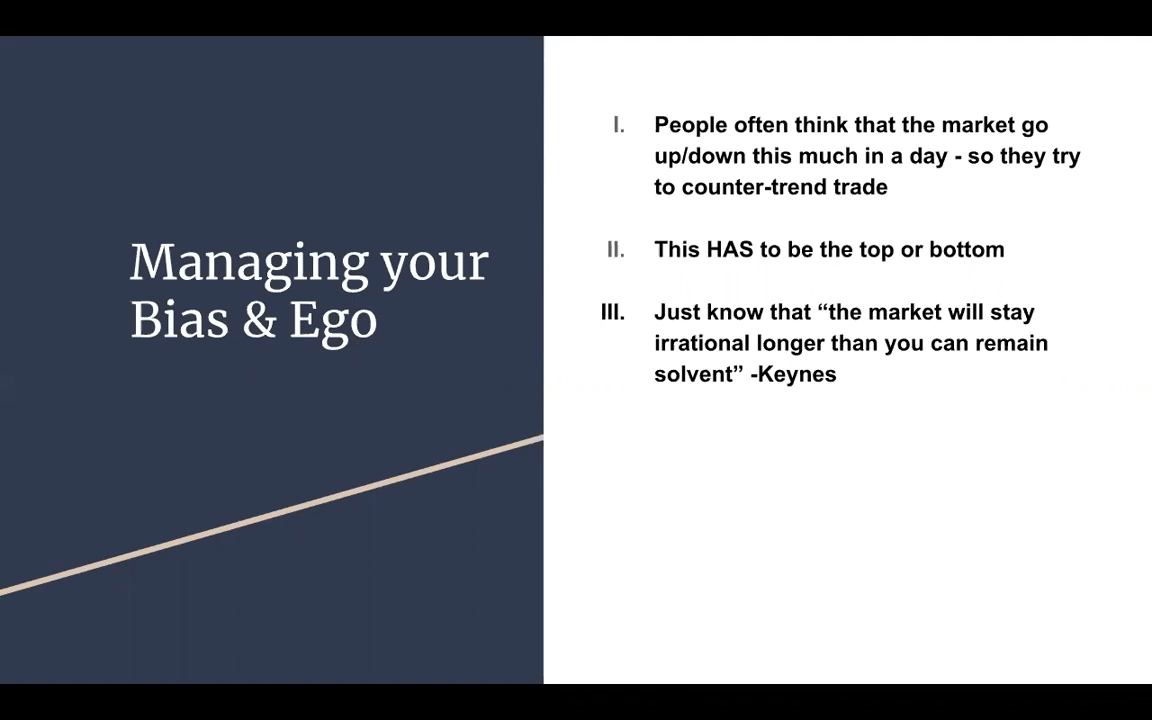 Managing your
Bias & Ego
I. People often think that the market go
up/down this much in a day - so they try
to counter-trend trade
II. This HAS to be the top or bottom
III. Just know that “the market will stay
irrational longer than you can remain
solvent” -Keynes